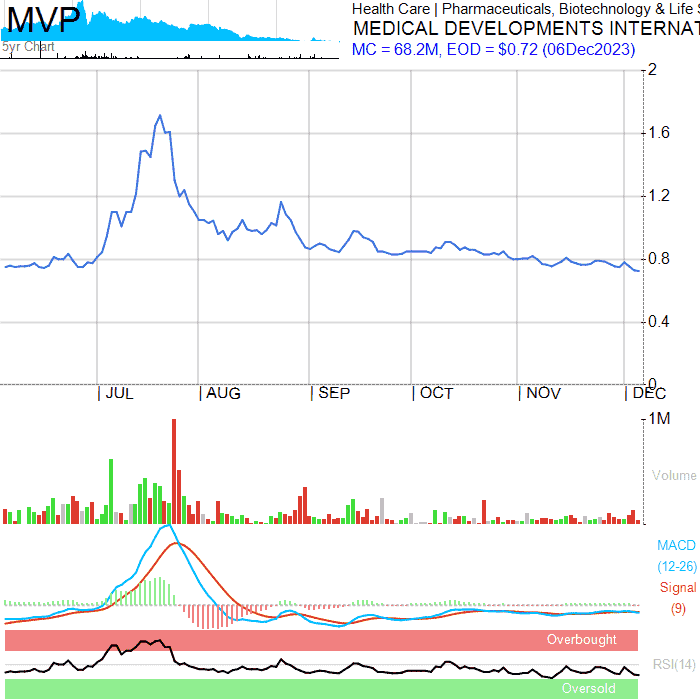 MVP
5yr Chart
Health Care | Pharmaceuticals, Biotechnology & Life S
MEDICAL DEVELOPMENTS INTERNAT
MC = 68.2M, EOD = $0.72 (06Dec2023)
2
1.6
1.2
0.8
0.4
0
| JUL | AUG | SEP | OCT | NOV | DEC
1M
Volume
MACD
(12-26)
Signal
(9)
Overbought
RSI(14)
Oversold